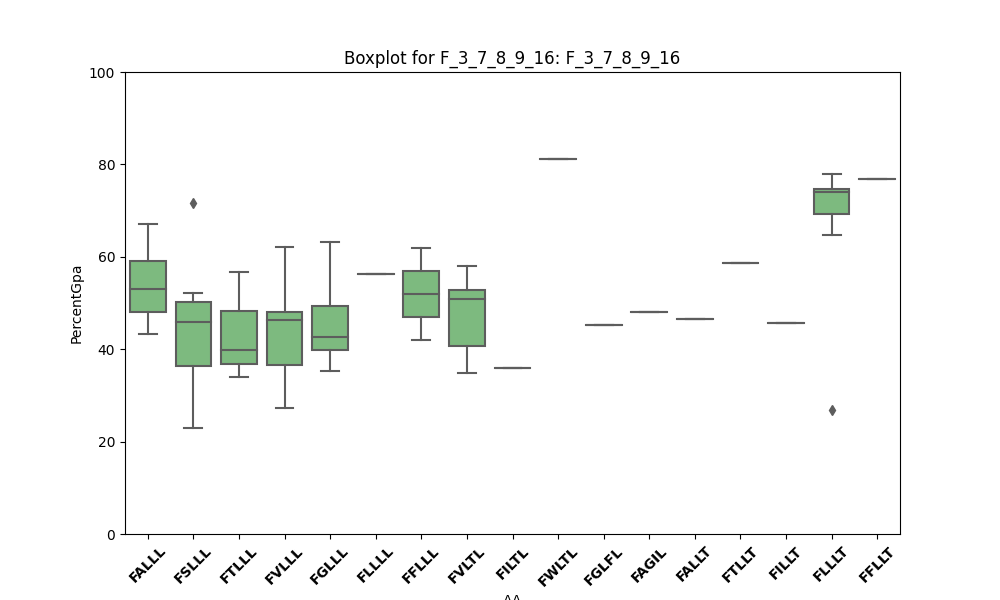 Boxplot for F_3_7_8_9_16: F_3_7_8_9_16
100
80
60
40
20
0
PercentGpa
FALLL
FSLLL
FTLLL
FVLLL
FGLLL
FLLLL
FFLLL
FVLTL
FILTL
FWLTL
FGLFL
FAGIL
FALLT
FTLLT
FILLT
FLLLT
FFLLT
AA